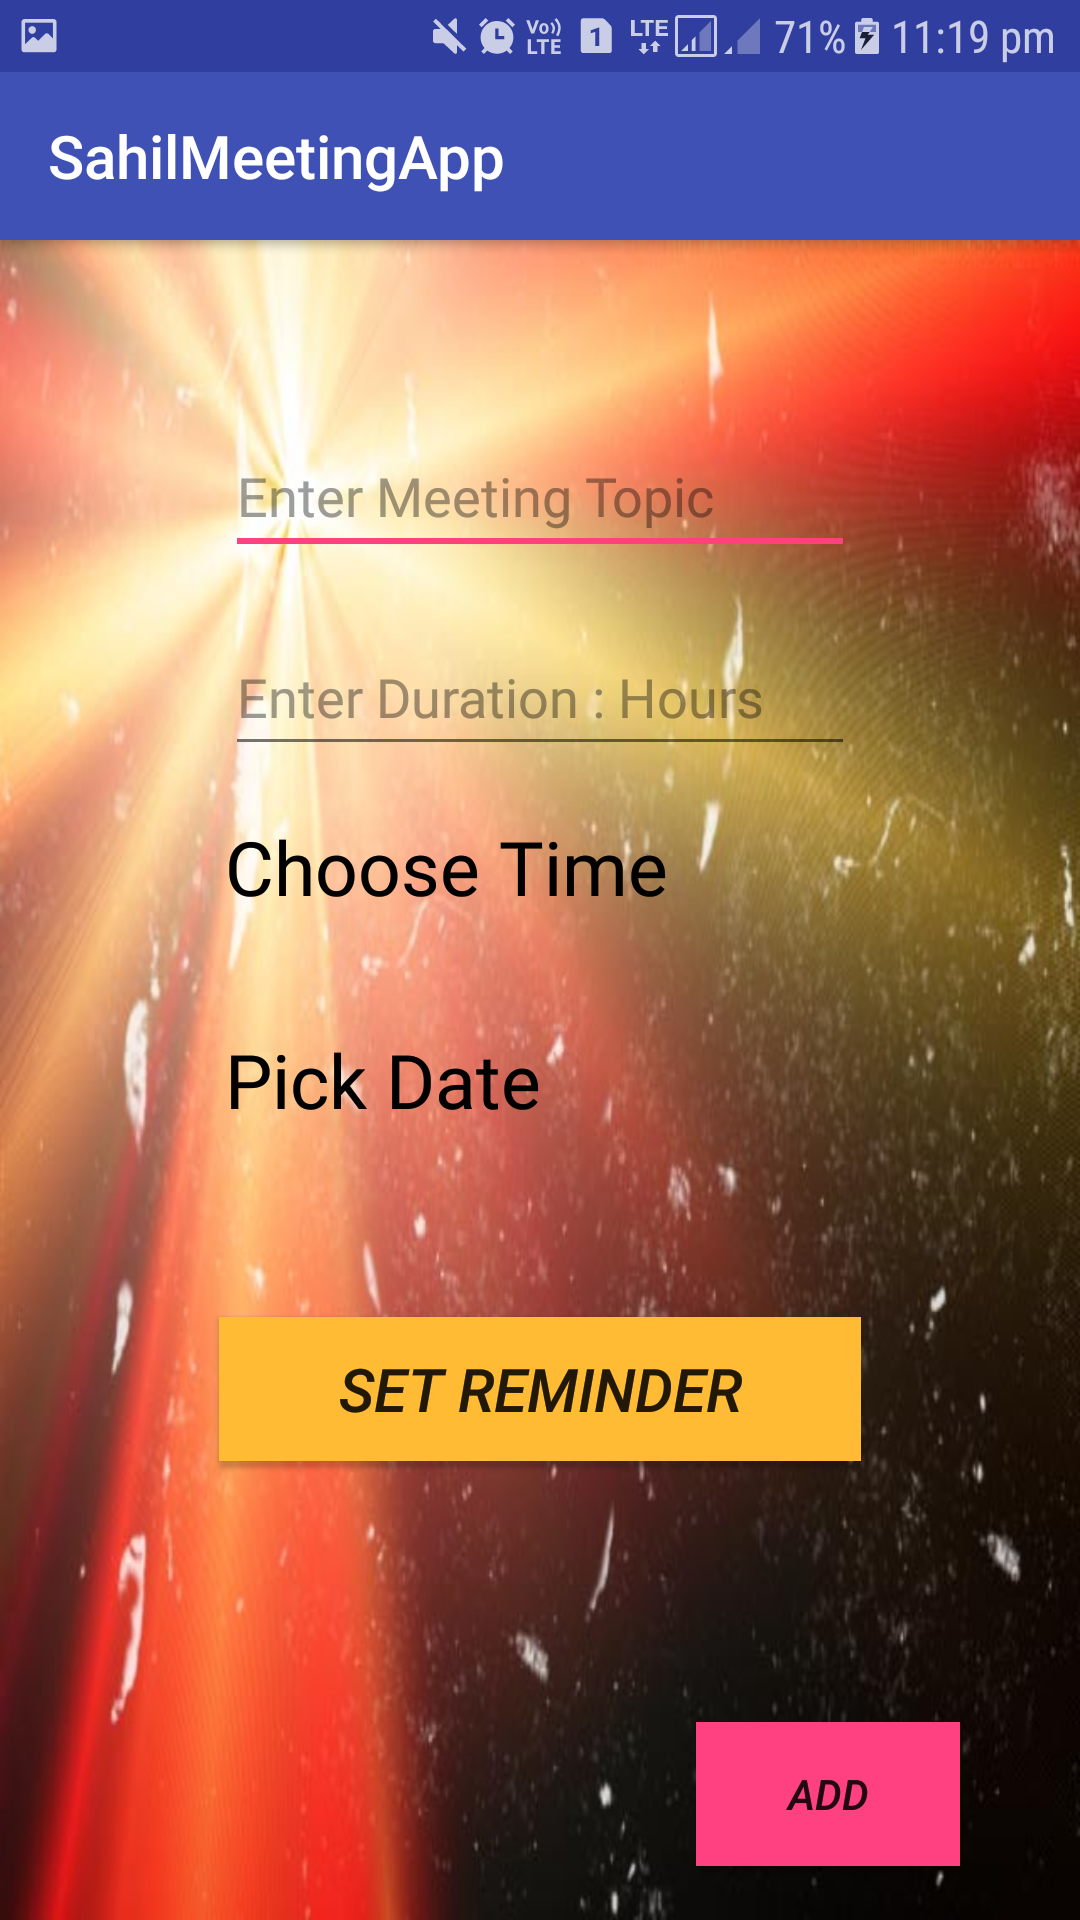 Vo)) LTE 1 LTE 71% 11:19 pm
SahilMeetingApp
Enter Meeting Topic
Enter Duration : Hours
Choose Time
Pick Date
SET REMINDER
ADD